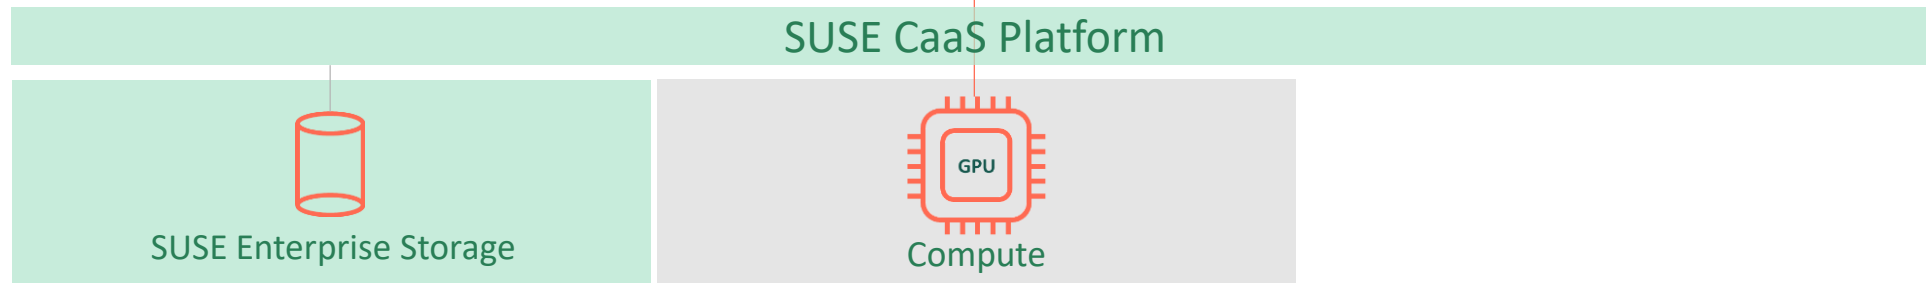 SUSE CaaS Platform
GPU
SUSE Enterprise Storage
Compute